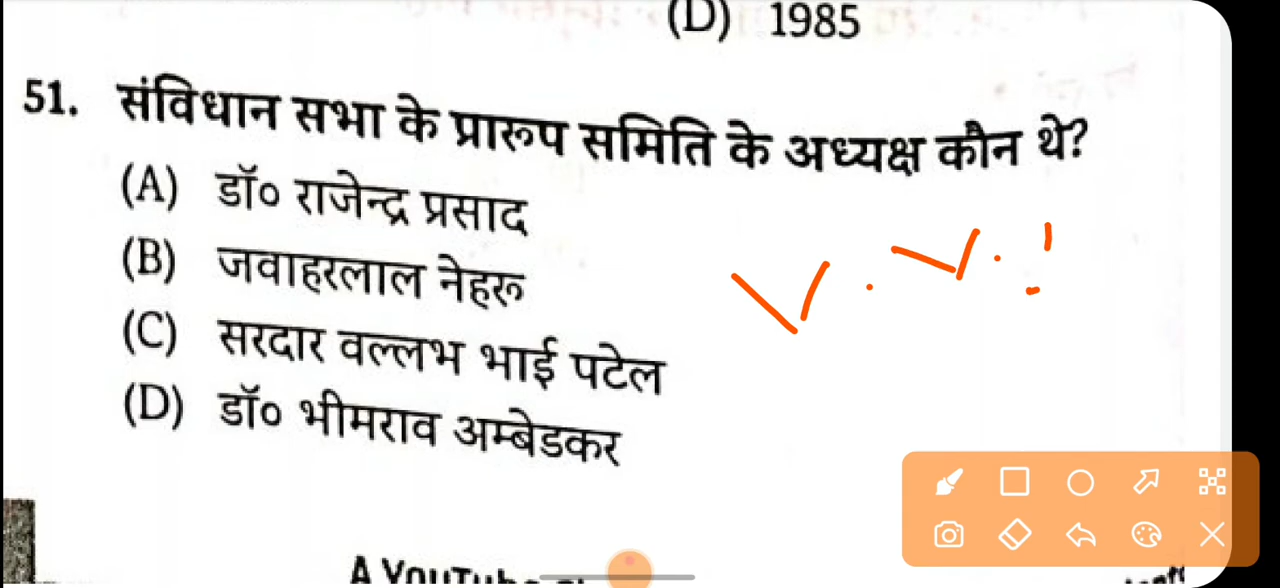 (D) 1985
51. संविधान सभा के प्रारूप समिति के अध्यक्ष कौन थे?
(A) डॉ० राजेन्द्र प्रसाद
(B) जवाहरलाल नेहरू
(C) सरदार वल्लभ भाई पटेल
(D) डॉ० भीमराव अम्बेडकर
V. V. !
A YouTube